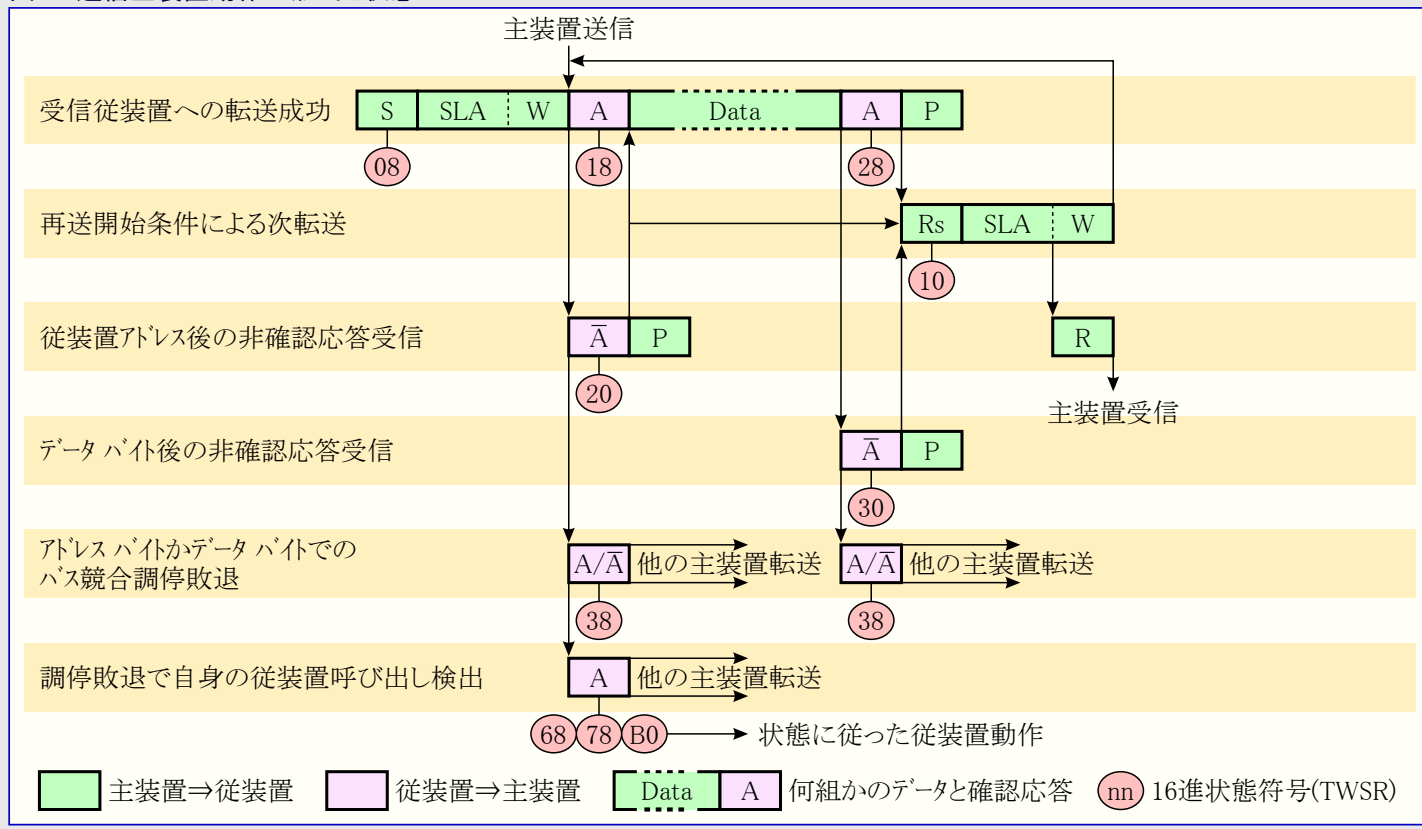 主装置送信
受信従装置への転送成功 S SLA W A Data A P
08 18 28
再送開始条件による次転送 Rs SLA W
10
従装置アドレス後の非確認応答受信 A̅ P R
20
主装置受信
データ バイト後の非確認応答受信 A̅ P
30
アドレス バイトかデータ バイトでの
バス競合調停敗退 A/A̅ 他の主装置転送 A/A̅ 他の主装置転送
38 38
調停敗退で自身の従装置呼び出し検出 A 他の主装置転送
68 78 B0 状態に従った従装置動作
主装置⇒従装置 従装置⇒主装置 Data A 何組かのデータと確認応答 nn 16進状態符号(TWSR)